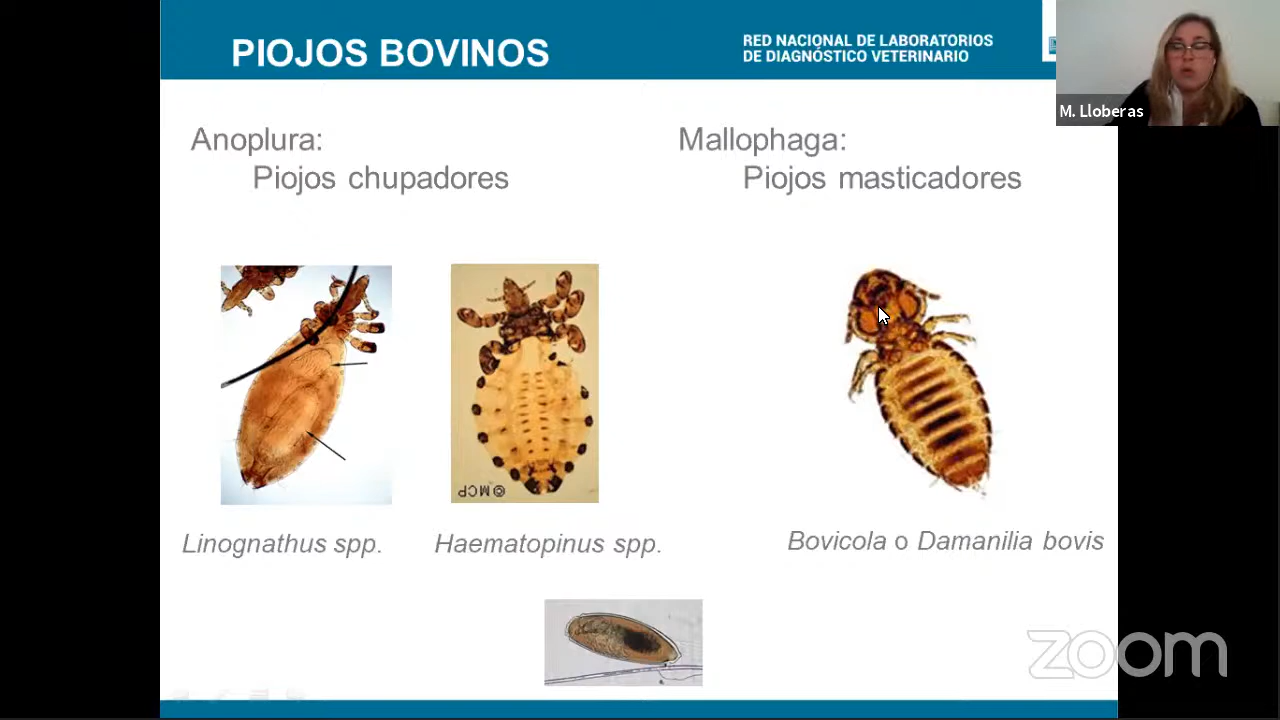 PIOJOS BOVINOS
RED NACIONAL DE LABORATORIOS
DE DIAGNÓSTICO VETERINARIO
M. Lloberas
Anoplura:
Piojos chupadores
Mallophaga:
Piojos masticadores
©MCP
Linognathus spp.
Haematopinus spp.
Bovicola o Damanilia bovis
zoom